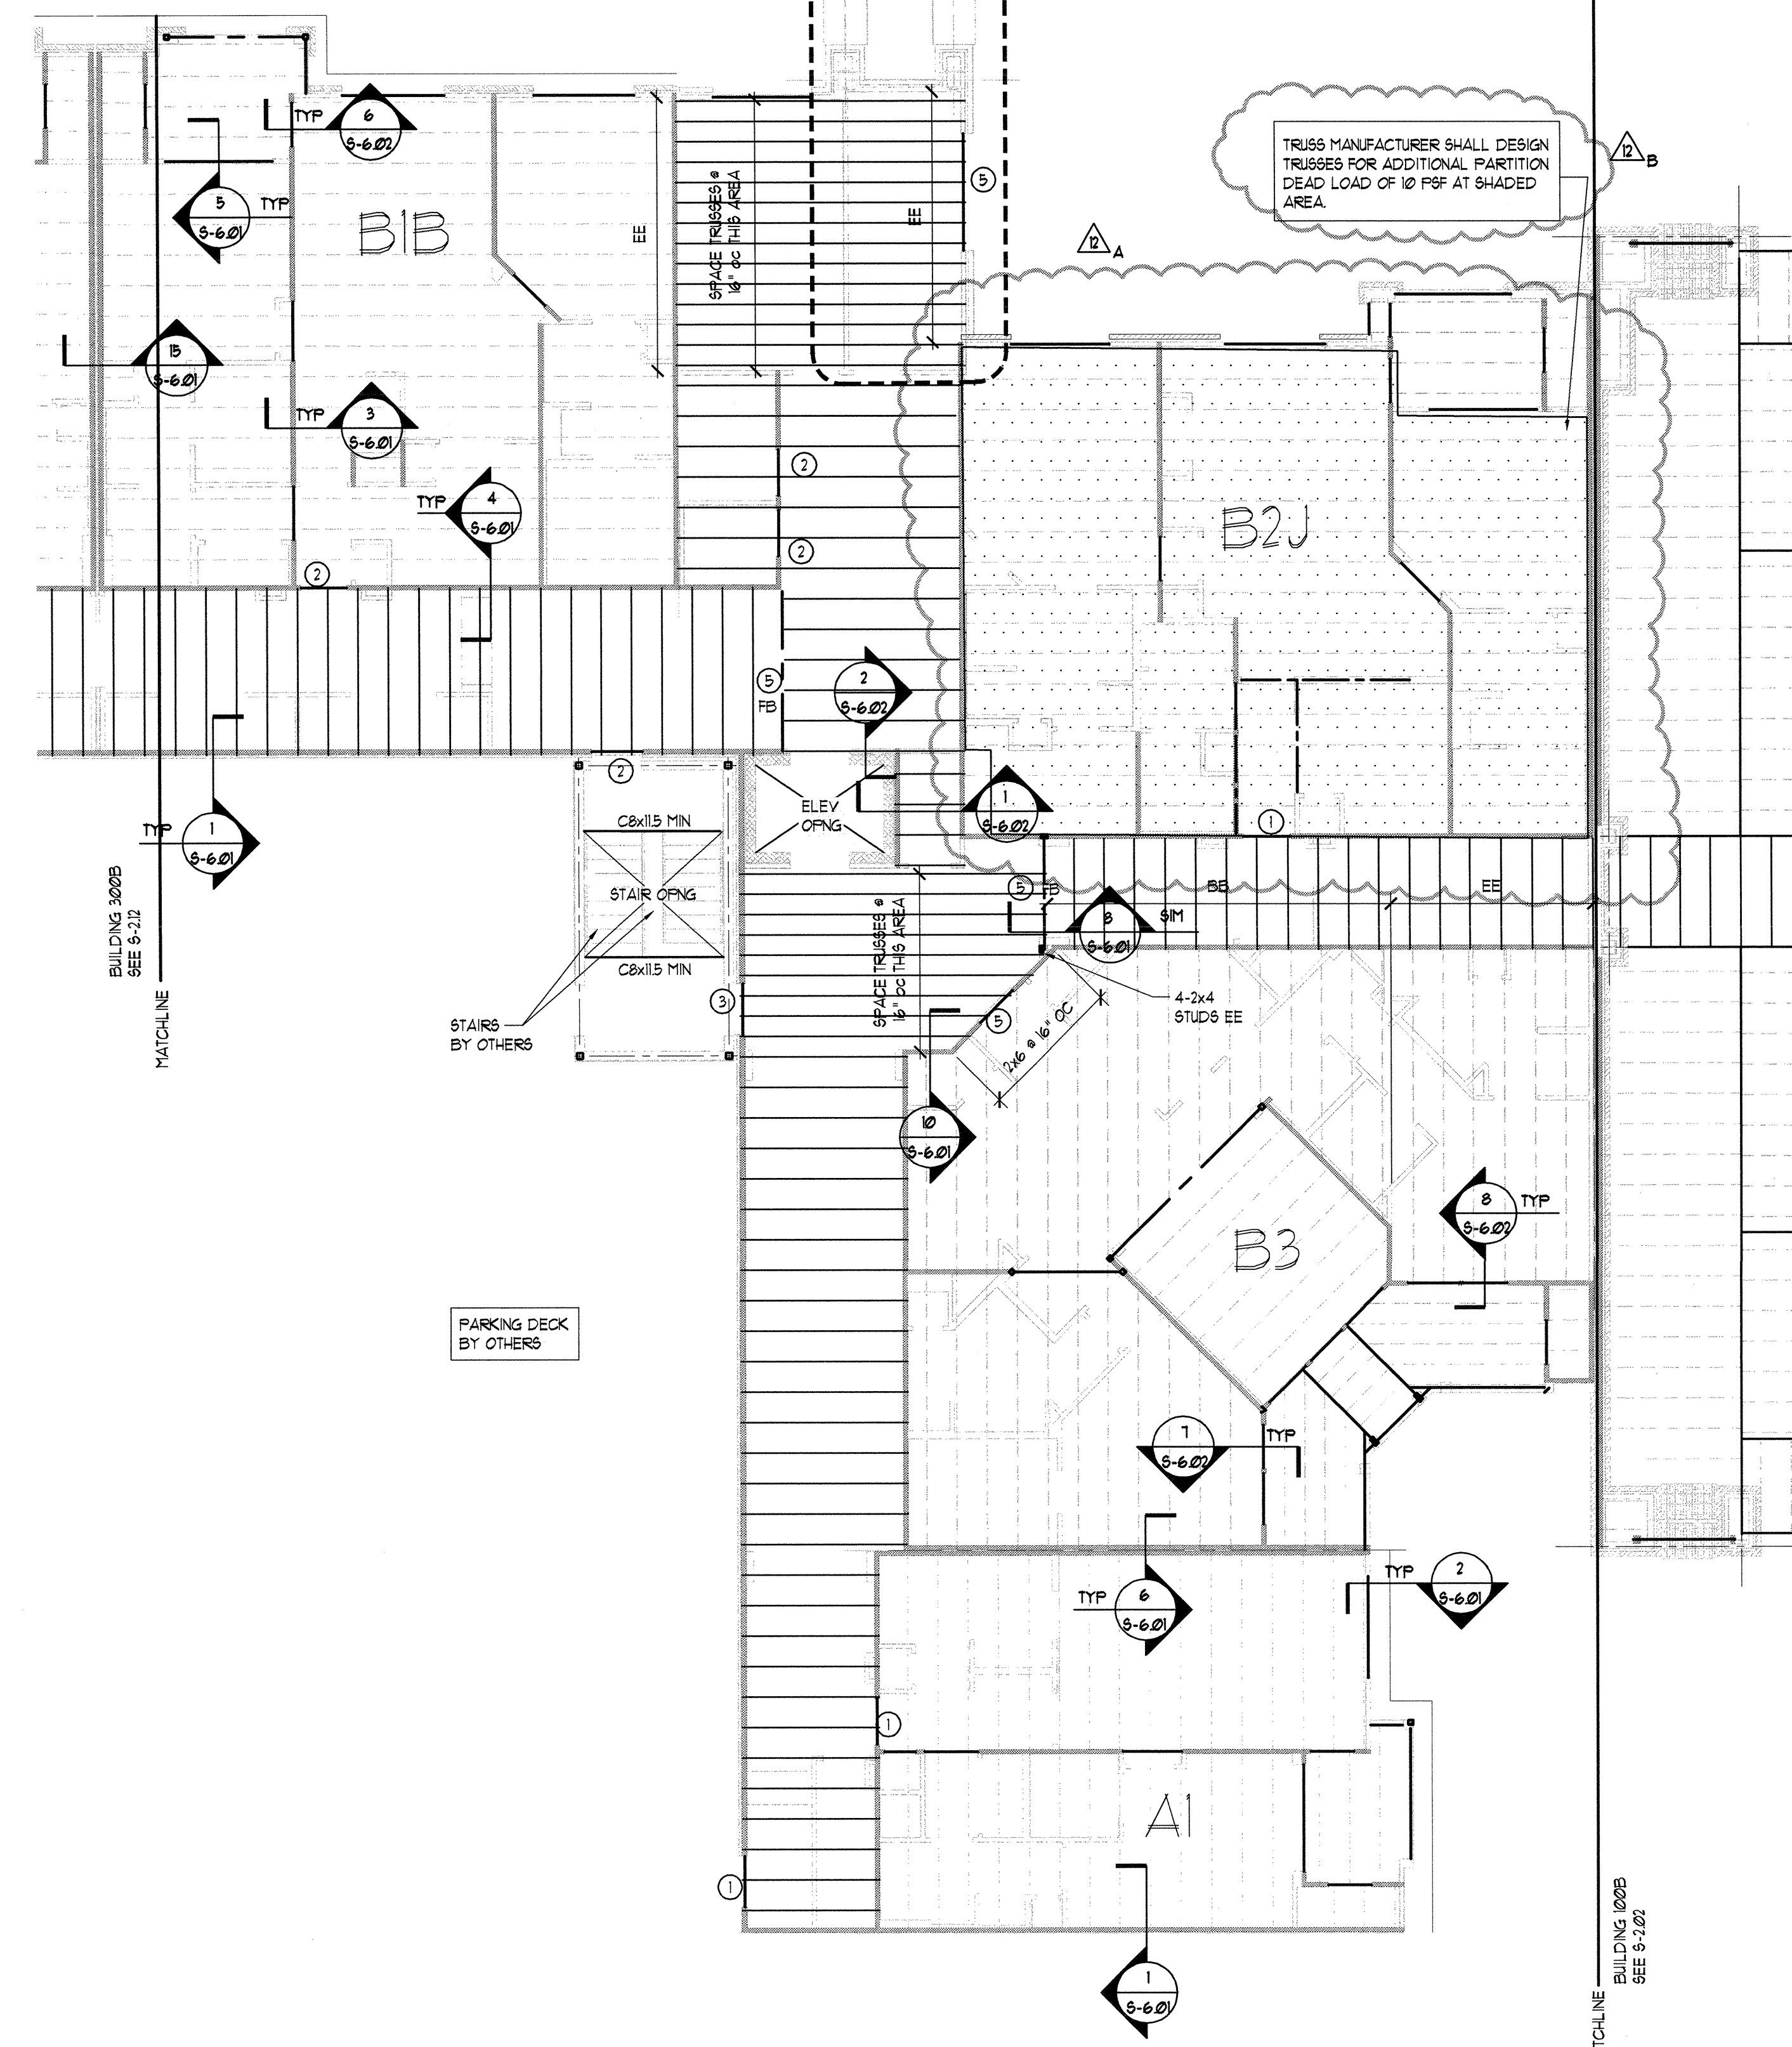 TYP
6
S-6.02
5
S-6.01
TYP
B1B
EE
SPACE TRUSSES @
16" OC THIS AREA
EE
5
TRUSS MANUFACTURER SHALL DESIGN
TRUSSES FOR ADDITIONAL PARTITION
DEAD LOAD OF 10 PSF AT SHADED
AREA.
12
B
12
A
15
S-6.01
TYP
3
S-6.01
TYP
4
S-6.01
2
2
2
B2J
5
FB
2
S-6.02
2
ELEV
OPNG
1
S-6.02
1
TYP
1
S-6.01
C8x11.5 MIN
STAIR OPNG
C8x11.5 MIN
BUILDING 300B
SEE S-2.12
MATCHLINE
STAIRS
BY OTHERS
3
SPACE TRUSSES @
16" OC THIS AREA
5
FB
BB
EE
8
S-6.01
SIM
4-2x4
STUDS EE
5
2x6 @ 16" OC
10
S-6.01
8
S-6.02
TYP
B3
PARKING DECK
BY OTHERS
7
S-6.02
TYP
TYP
6
S-6.01
TYP
2
S-6.01
1
A1
1
1
S-6.01
BUILDING 100B
SEE S-2.02
TCHLINE